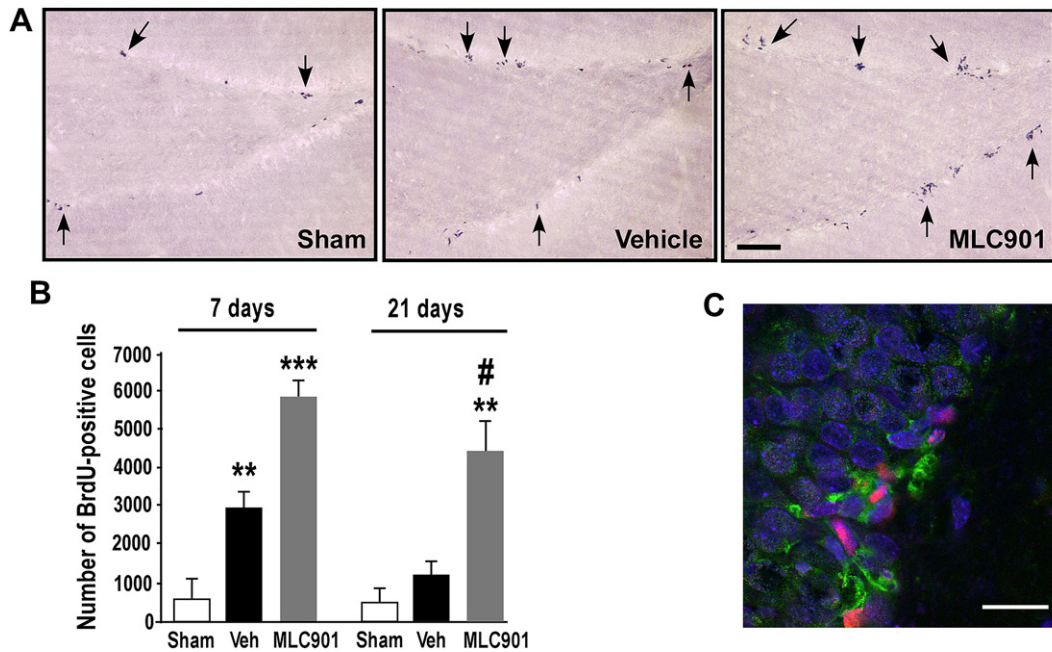 A
Sham
Vehicle
MLC901
B
7 days
21 days
Number of BrdU-positive cells
7000
6000
5000
4000
3000
2000
1000
0
**
***
#
**
Sham
Veh
MLC901
Sham
Veh
MLC901
C